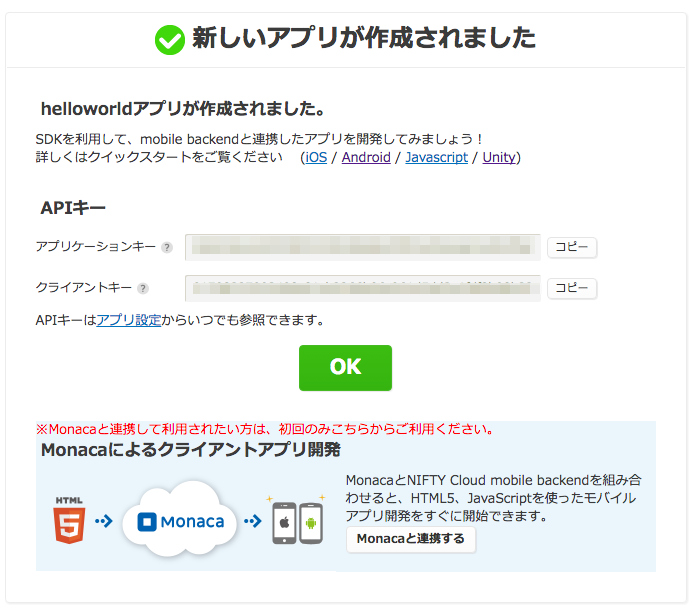 新しいアプリが作成されました
helloworldアプリが作成されました。
SDKを利用して、mobile backendと連携したアプリを開発してみましょう！
詳しくはクイックスタートをご覧ください　(iOS / Android / Javascript / Unity)
APIキー
アプリケーションキー ?
コピー
クライアントキー ?
コピー
APIキーはアプリ設定からいつでも参照できます。
OK
※Monacaと連携して利用されたい方は、初回のみこちらからご利用ください。
Monacaによるクライアントアプリ開発
HTML
5
Monaca
MonacaとNIFTY Cloud mobile backendを組み合
わせると、HTML5、JavaScriptを使ったモバイル
アプリ開発をすぐに開始できます。
Monacaと連携する